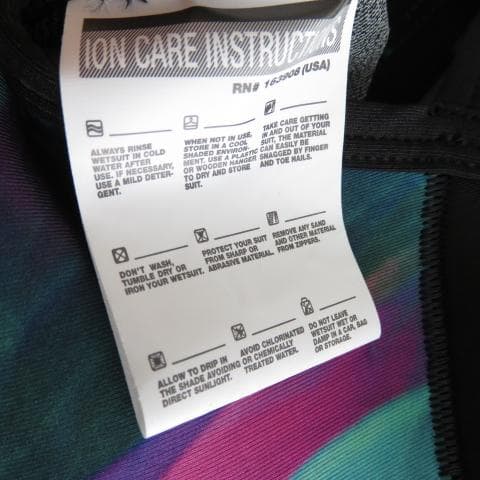 ION CARE INSTRUCTIONS
RN# 163908 (USA)
ALWAYS RINSE
WETSUIT IN COLD
WATER AFTER
USE. IF NECESSARY,
USE A MILD DETER-
GENT.
WHEN NOT IN USE,
STORE IN A COOL
SHADED ENVIRON-
MENT. USE A PLASTIC
OR WOODEN HANGER
TO DRY AND STORE
SUIT.
TAKE CARE GETTING
IN AND OUT OF YOUR
SUIT, THE MATERIAL
CAN EASILY BE
SNAGGED BY FINGER
AND TOE NAILS.
DON'T WASH,
TUMBLE DRY OR
IRON YOUR WETSUIT.
PROTECT YOUR SUIT
FROM SHARP OR
ABRASIVE MATERIAL.
REMOVE ANY SAND
AND OTHER MATERIAL
FROM ZIPPERS.
ALLOW TO DRIP IN
THE SHADE AVOIDING
DIRECT SUNLIGHT.
AVOID CHLORINATED
OR CHEMICALLY
TREATED WATER.
DO NOT LEAVE
WETSUIT WET OR
DAMP IN A CAR, BAG
OR STORAGE.